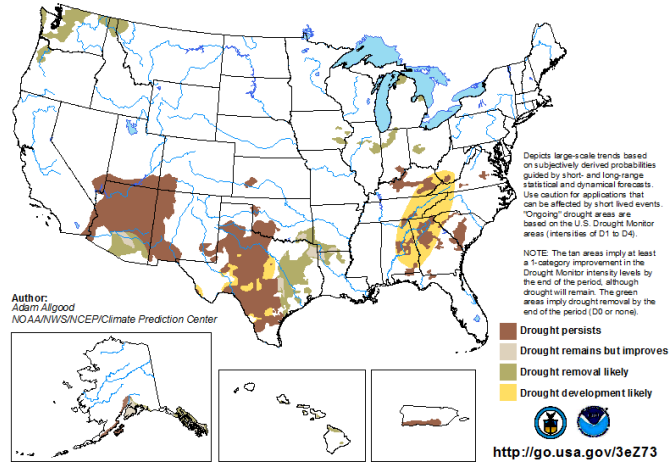 Depicts large-scale trends based
on subjectively derived probabilities
guided by short- and long-range
statistical and dynamical forecasts.
Use caution for applications that
can be affected by short lived events.
"Ongoing" drought areas are
based on the U.S. Drought Monitor
areas (intensities of D1 to D4).
NOTE: The tan areas imply at least
a 1-category improvement in the
Drought Monitor intensity levels by
the end of the period, although
drought will remain. The green
areas imply drought removal by the
end of the period (D0 or none).
Author:
Adam Allgood
NOAA/NWS/NCEP/Climate Prediction Center
Drought persists
Drought remains but improves
Drought removal likely
Drought development likely
http://go.usa.gov/3eZ73